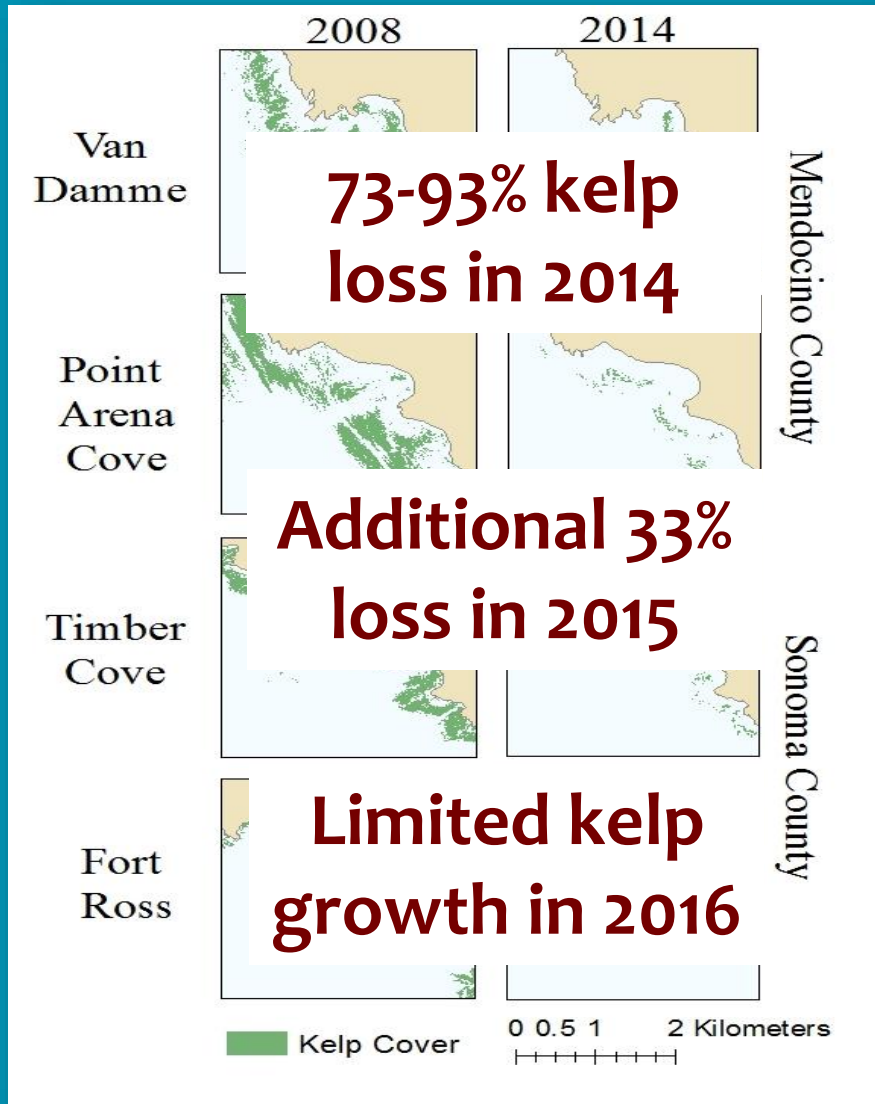 2008 2014
Van
Damme
73-93% kelp
loss in 2014
Mendocino County
Point
Arena
Cove
Additional 33%
loss in 2015
Timber
Cove
Sonoma County
Fort
Ross
Limited kelp
growth in 2016
Kelp Cover
0 0.5 1 2 Kilometers